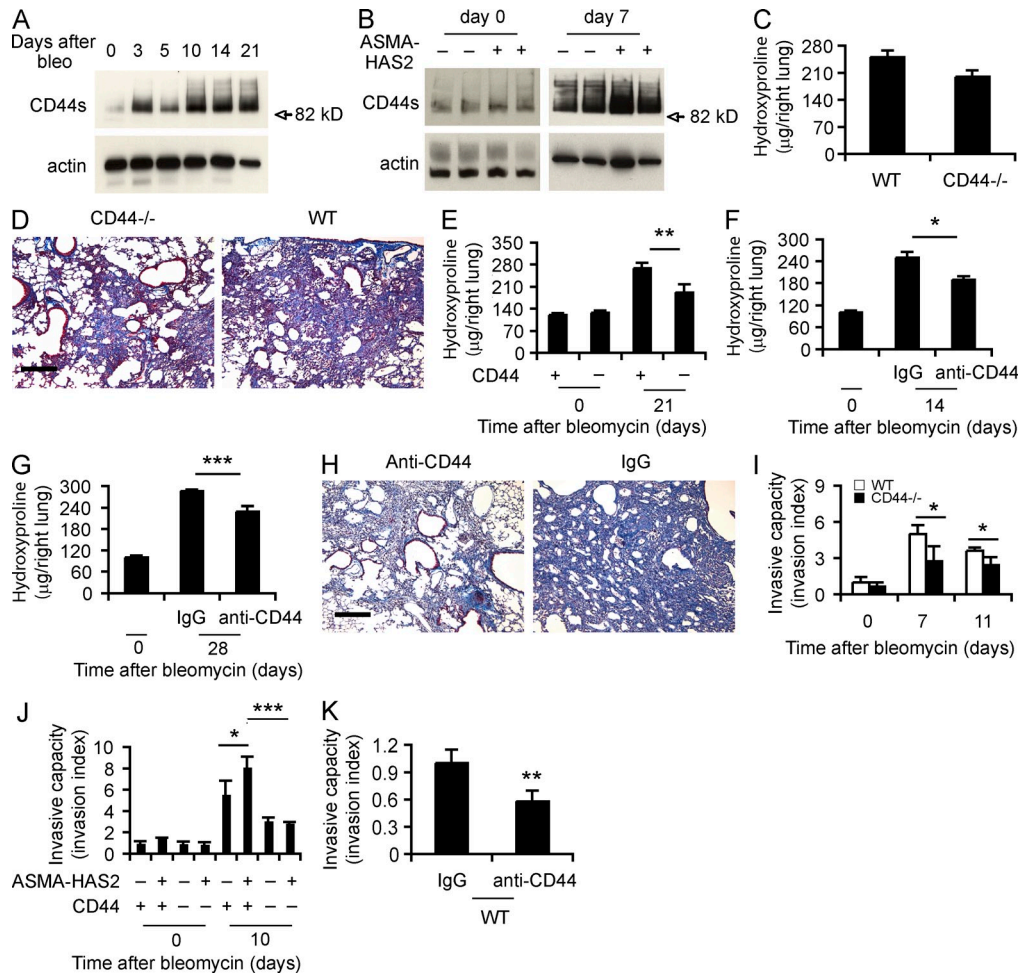 A
Days after bleo
0 3 5 10 14 21
CD44s
82 kD
actin
B
day 0 day 7
ASMA-HAS2
– – + + – – + +
CD44s
82 kD
actin
C
Hydroxyproline
(µg/right lung)
280
210
140
70
0
WT CD44-/-
D
CD44-/- WT
E
Hydroxyproline
(µg/right lung)
350
280
210
140
70
0
**
CD44 + – + –
0 21
Time after bleomycin (days)
F
Hydroxyproline
(µg/right lung)
300
240
180
120
60
0
*
IgG anti-CD44
0 14
Time after bleomycin (days)
G
Hydroxyproline
(µg/right lung)
300
240
180
120
60
0
***
IgG anti-CD44
0 28
Time after bleomycin (days)
H
Anti-CD44 IgG
I
Invasive capacity
(invasion index)
9
6
3
0
WT
CD44-/-
* *
0 7 11
Time after bleomycin (days)
J
Invasive capacity
(invasion index)
10
8
6
4
2
0
* ***
ASMA-HAS2 – + – + – + – +
CD44 + + – – + + – –
0 10
Time after bleomycin (days)
K
Invasive capacity
(invasion index)
1.2
0.9
0.6
0.3
0
**
IgG anti-CD44
WT